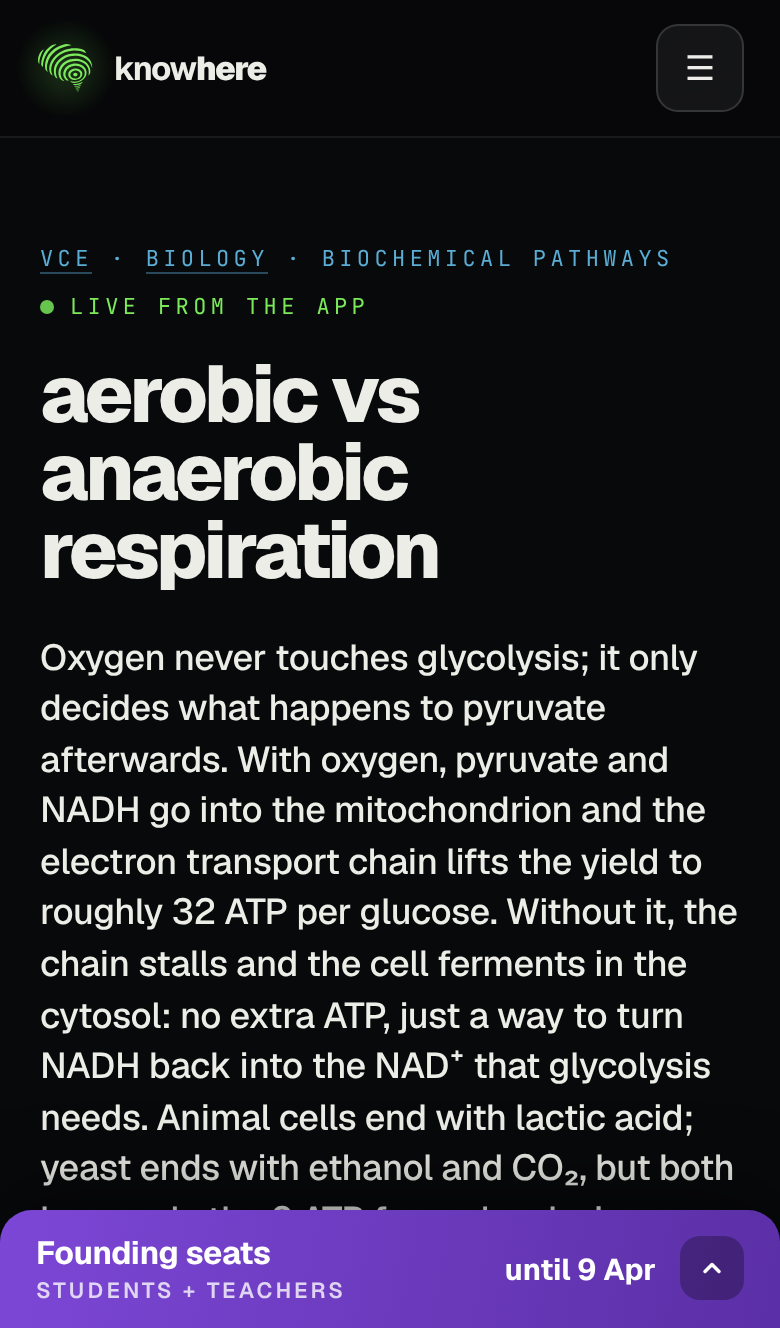 knowhere
☰
VCE · BIOLOGY · BIOCHEMICAL PATHWAYS
LIVE FROM THE APP
aerobic vs
anaerobic
respiration
Oxygen never touches glycolysis; it only
decides what happens to pyruvate
afterwards. With oxygen, pyruvate and
NADH go into the mitochondrion and the
electron transport chain lifts the yield to
roughly 32 ATP per glucose. Without it, the
chain stalls and the cell ferments in the
cytosol: no extra ATP, just a way to turn
NADH back into the NAD⁺ that glycolysis
needs. Animal cells end with lactic acid;
yeast ends with ethanol and CO₂, but both
Founding seats
STUDENTS + TEACHERS
until 9 Apr